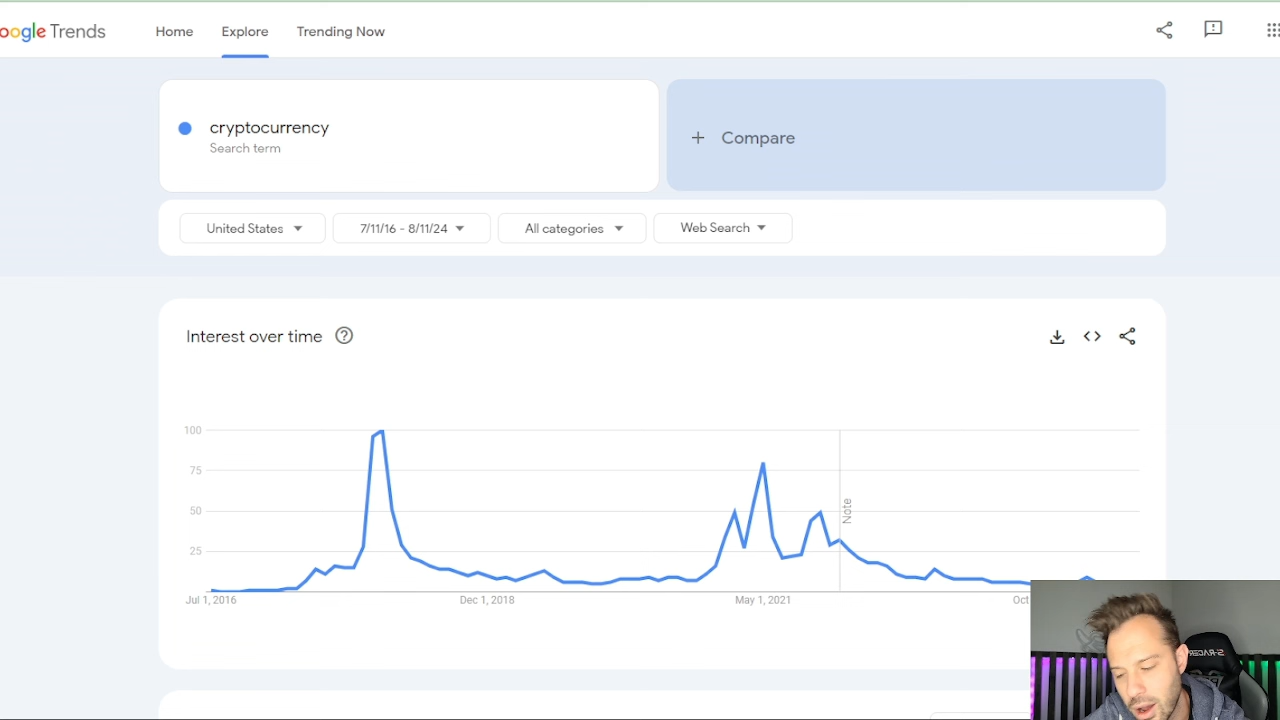 oogle Trends Home Explore Trending Now
cryptocurrency
Search term
+ Compare
United States 7/11/16 - 8/11/24 All categories Web Search
Interest over time
100
75
50
25
Note
Jul 1, 2016 Dec 1, 2018 May 1, 2021 Oct